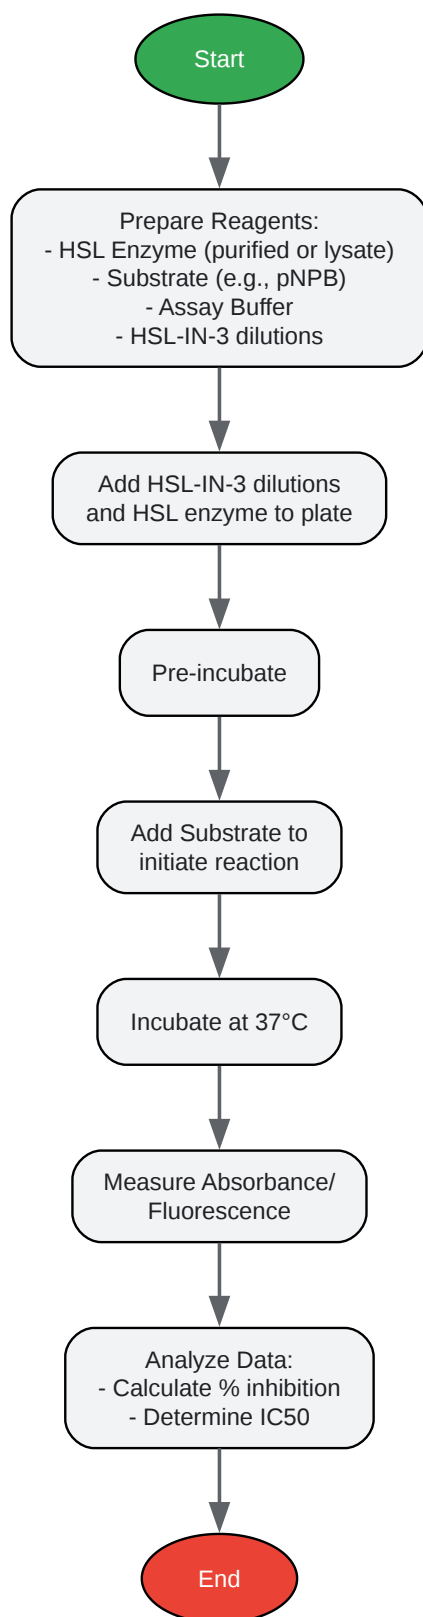 Start
Prepare Reagents:
- HSL Enzyme (purified or lysate)
- Substrate (e.g., pNPB)
- Assay Buffer
- HSL-IN-3 dilutions
Add HSL-IN-3 dilutions
and HSL enzyme to plate
Pre-incubate
Add Substrate to
initiate reaction
Incubate at 37°C
Measure Absorbance/
Fluorescence
Analyze Data:
- Calculate % inhibition
- Determine IC50
End